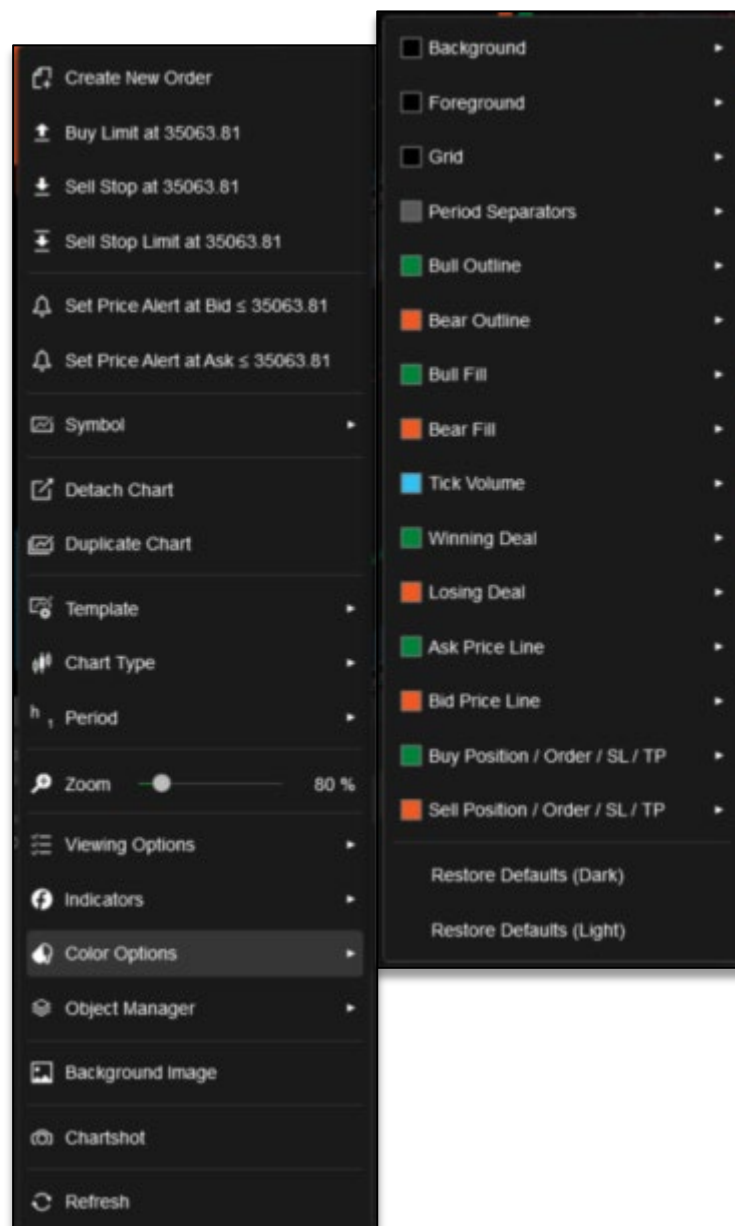 Create New Order
Buy Limit at 35063.81
Sell Stop at 35063.81
Sell Stop Limit at 35063.81
Set Price Alert at Bid ≤ 35063.81
Set Price Alert at Ask ≤ 35063.81
Symbol
Detach Chart
Duplicate Chart
Template
Chart Type
h 1 Period
Zoom 80 %
Viewing Options
Indicators
Color Options
Object Manager
Background Image
Chartshot
Refresh
Background
Foreground
Grid
Period Separators
Bull Outline
Bear Outline
Bull Fill
Bear Fill
Tick Volume
Winning Deal
Losing Deal
Ask Price Line
Bid Price Line
Buy Position / Order / SL / TP
Sell Position / Order / SL / TP
Restore Defaults (Dark)
Restore Defaults (Light)